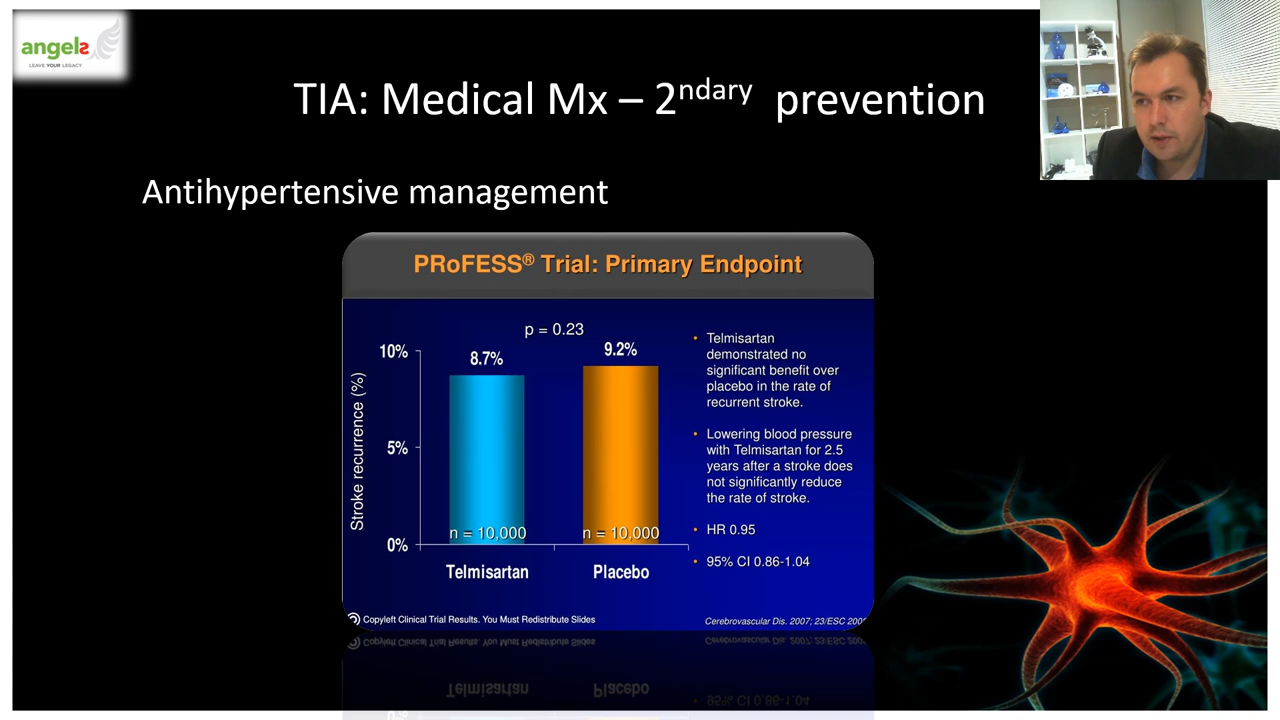 angels
LEAVE YOUR LEGACY
TIA: Medical Mx – 2ndary prevention
Antihypertensive management
PRoFESS® Trial: Primary Endpoint
p = 0.23
10%
5%
0%
Stroke recurrence (%)
8.7%
9.2%
n = 10,000
n = 10,000
Telmisartan
Placebo
• Telmisartan
demonstrated no
significant benefit over
placebo in the rate of
recurrent stroke.
• Lowering blood pressure
with Telmisartan for 2.5
years after a stroke does
not significantly reduce
the rate of stroke.
• HR 0.95
• 95% CI 0.86-1.04
Copyleft Clinical Trial Results. You Must Redistribute Slides
Cerebrovascular Dis. 2007; 23/ESC